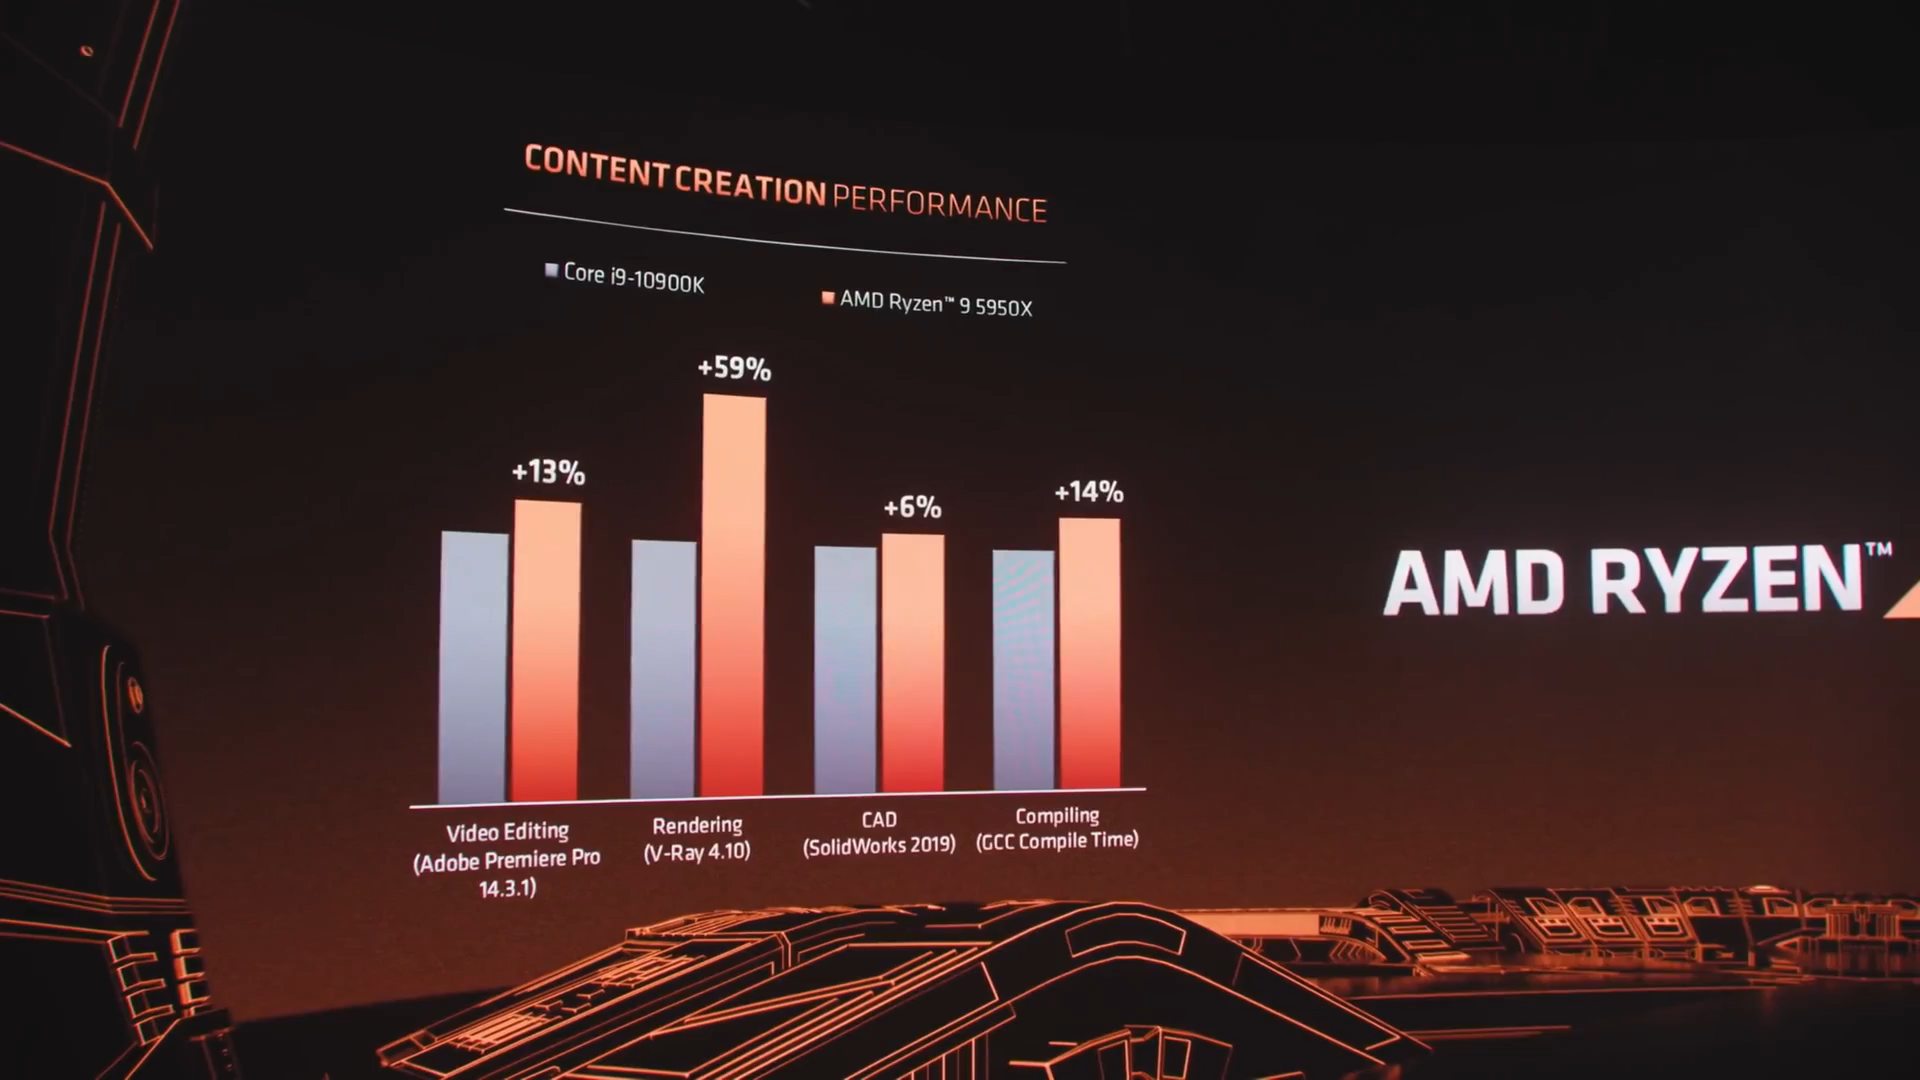 CONTENT CREATION PERFORMANCE
Core i9-10900K
AMD Ryzen™ 9 5950X
+13%
+59%
+6%
+14%
Video Editing
(Adobe Premiere Pro
14.3.1)
Rendering
(V-Ray 4.10)
CAD
(SolidWorks 2019)
Compiling
(GCC Compile Time)
AMD RYZEN™